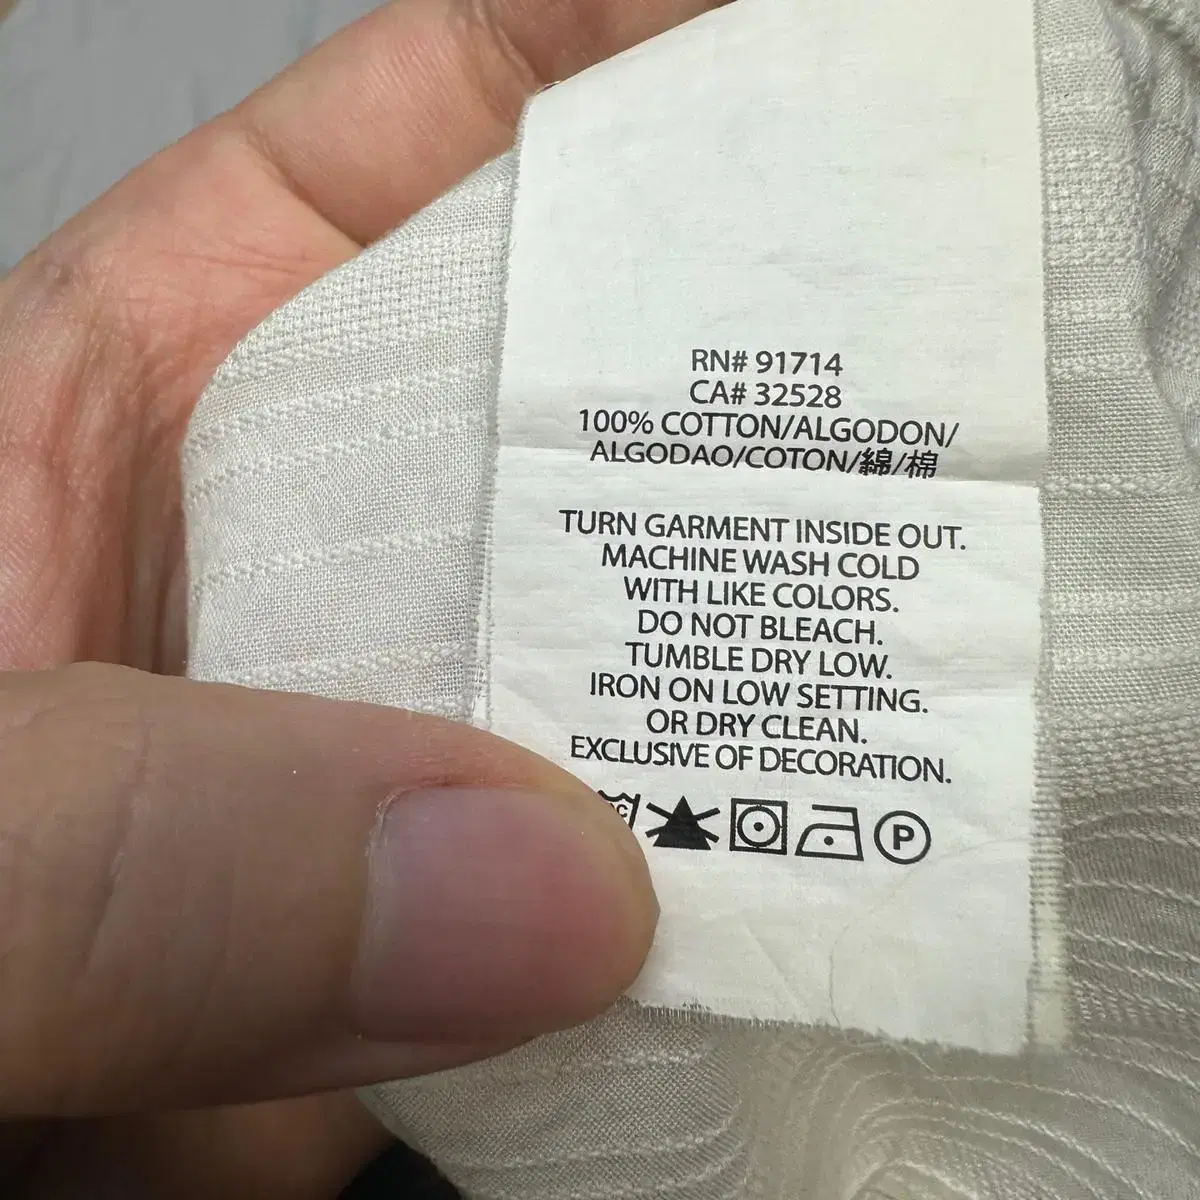 RN# 91714
CA# 32528
100% COTTON/ALGODON/
ALGODAO/COTON/綿/棉
TURN GARMENT INSIDE OUT.
MACHINE WASH COLD
WITH LIKE COLORS.
DO NOT BLEACH.
TUMBLE DRY LOW.
IRON ON LOW SETTING.
OR DRY CLEAN.
EXCLUSIVE OF DECORATION.
P